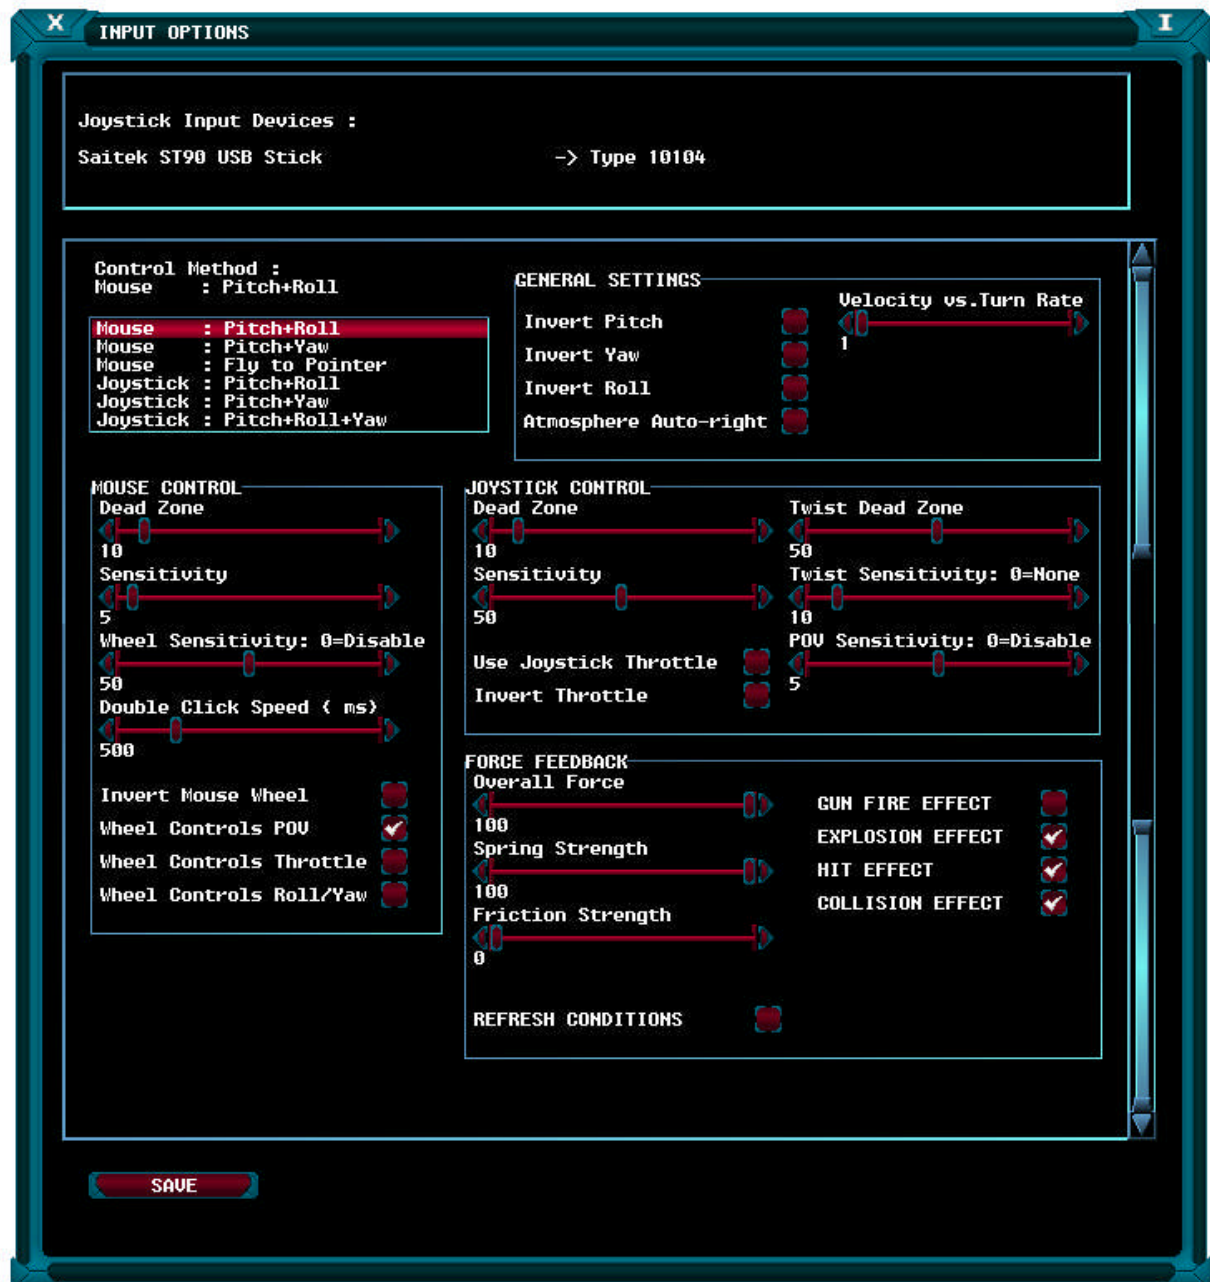 X
INPUT OPTIONS
I
Joystick Input Devices :
Saitek ST90 USB Stick -> Type 10104
Control Method :
Mouse : Pitch+Roll
Mouse : Pitch+Roll
Mouse : Pitch+Yaw
Mouse : Fly to Pointer
Joystick : Pitch+Roll
Joystick : Pitch+Yaw
Joystick : Pitch+Roll+Yaw
GENERAL SETTINGS
Invert Pitch
Invert Yaw
Invert Roll
Atmosphere Auto-right
Velocity vs.Turn Rate
1
MOUSE CONTROL
Dead Zone
10
Sensitivity
5
Wheel Sensitivity: 0=Disable
50
Double Click Speed ( ms)
500
Invert Mouse Wheel
Wheel Controls POV
Wheel Controls Throttle
Wheel Controls Roll/Yaw
JOYSTICK CONTROL
Dead Zone
10
Sensitivity
50
Use Joystick Throttle
Invert Throttle
Twist Dead Zone
50
Twist Sensitivity: 0=None
10
POV Sensitivity: 0=Disable
5
FORCE FEEDBACK
Overall Force
100
Spring Strength
100
Friction Strength
0
REFRESH CONDITIONS
GUN FIRE EFFECT
EXPLOSION EFFECT
HIT EFFECT
COLLISION EFFECT
SAVE